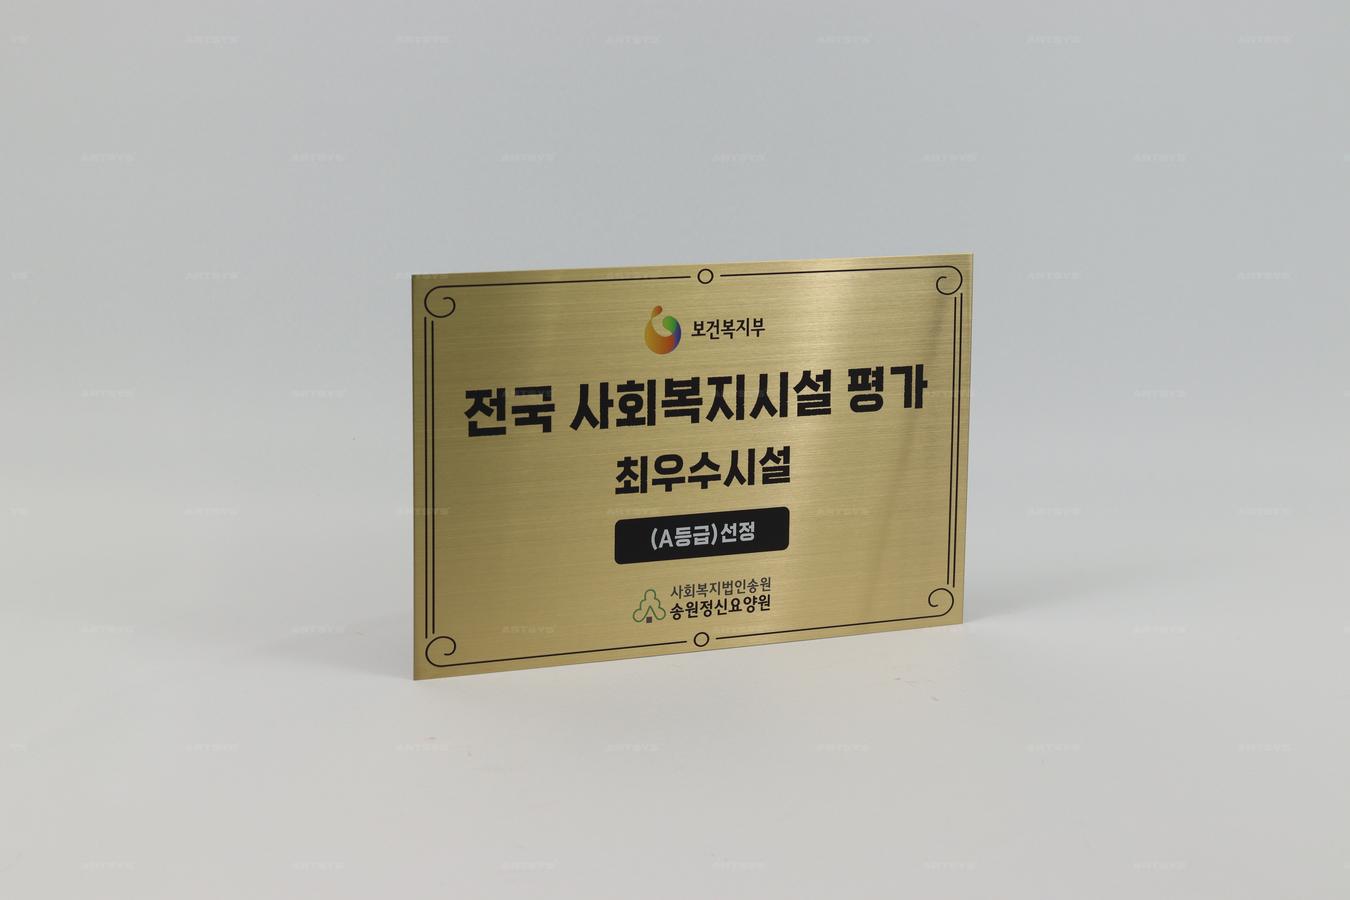 보건복지부
전국 사회복지시설 평가
최우수시설
(A등급)선정
사회복지법인송원
송원정신요양원
ARTSYS